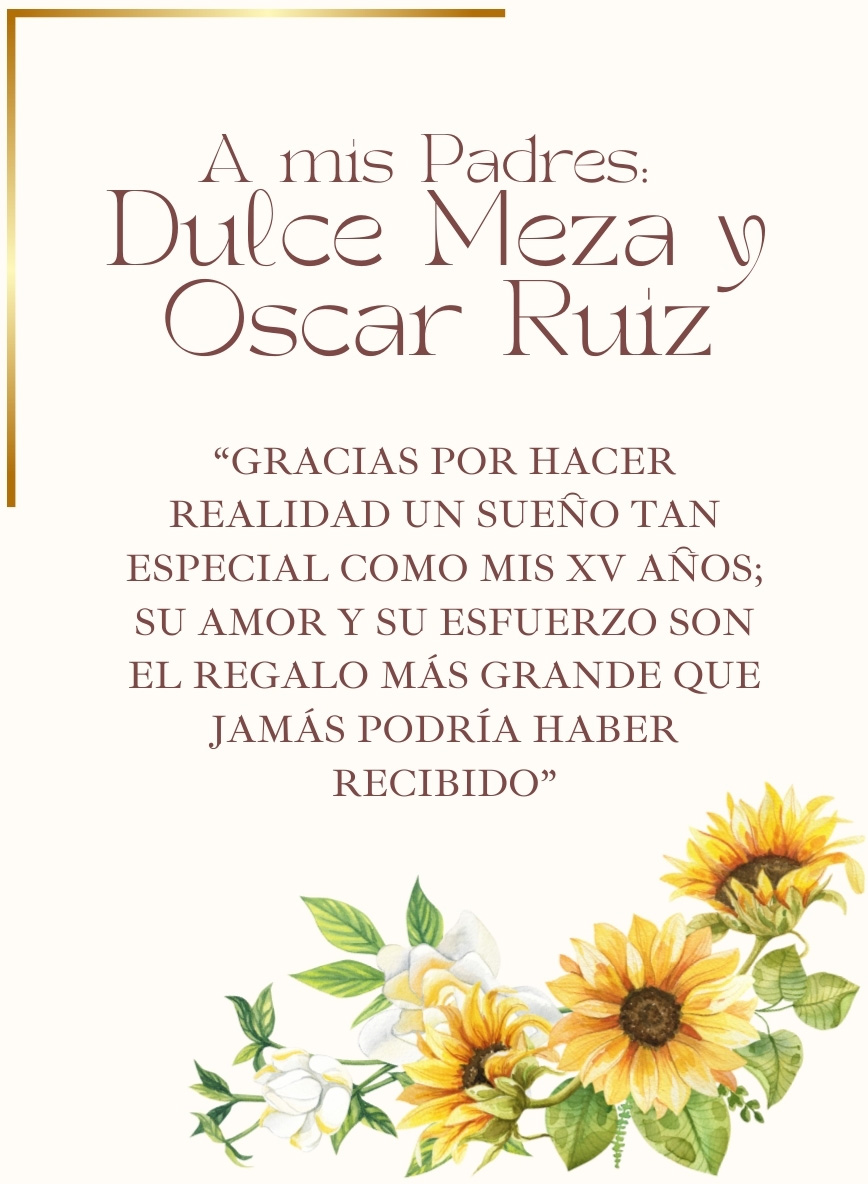 A mis Padres:
Dulce Meza y
Oscar Ruiz
“GRACIAS POR HACER
REALIDAD UN SUEÑO TAN
ESPECIAL COMO MIS XV AÑOS;
SU AMOR Y SU ESFUERZO SON
EL REGALO MÁS GRANDE QUE
JAMÁS PODRÍA HABER
RECIBIDO”